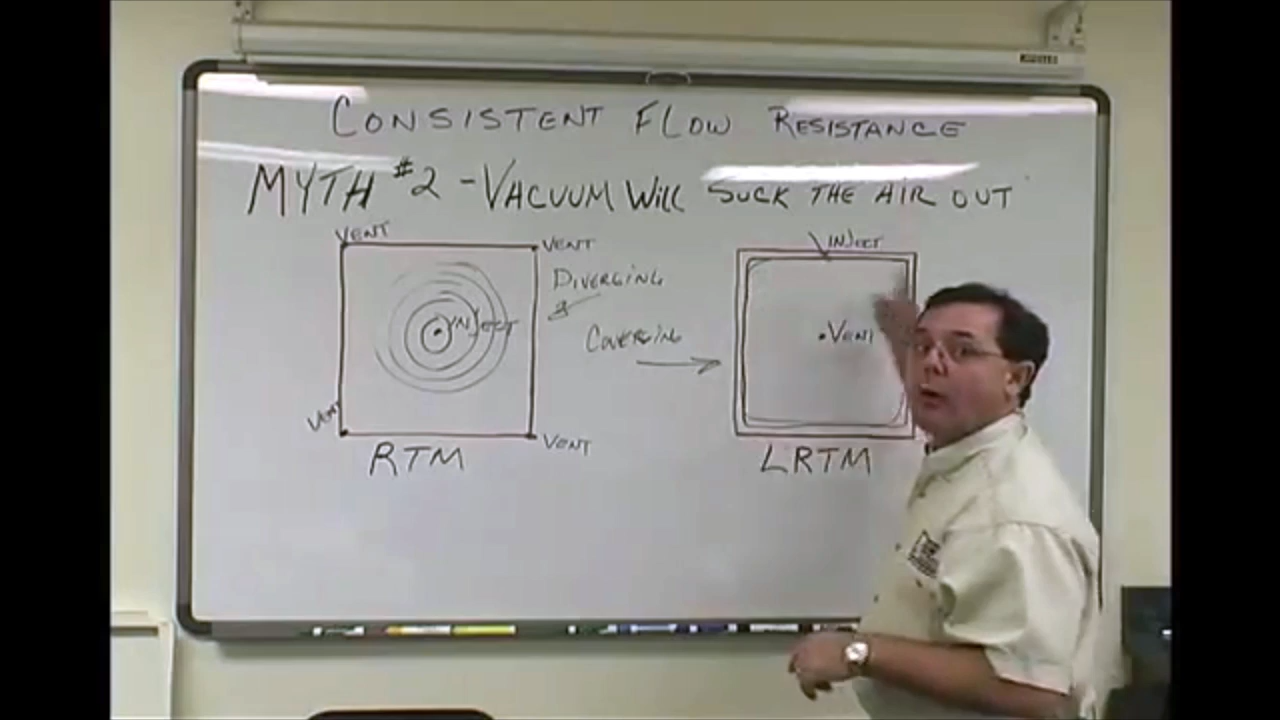 CONSISTENT FLOW RESISTANCE
MYTH #2 - VACUUM Will SUCK THE AIR OUT
VENT VENT
INJECT
DIVERGING
&
COVERGING
INJECT
VENT
VENT
VENT
RTM
LRTM